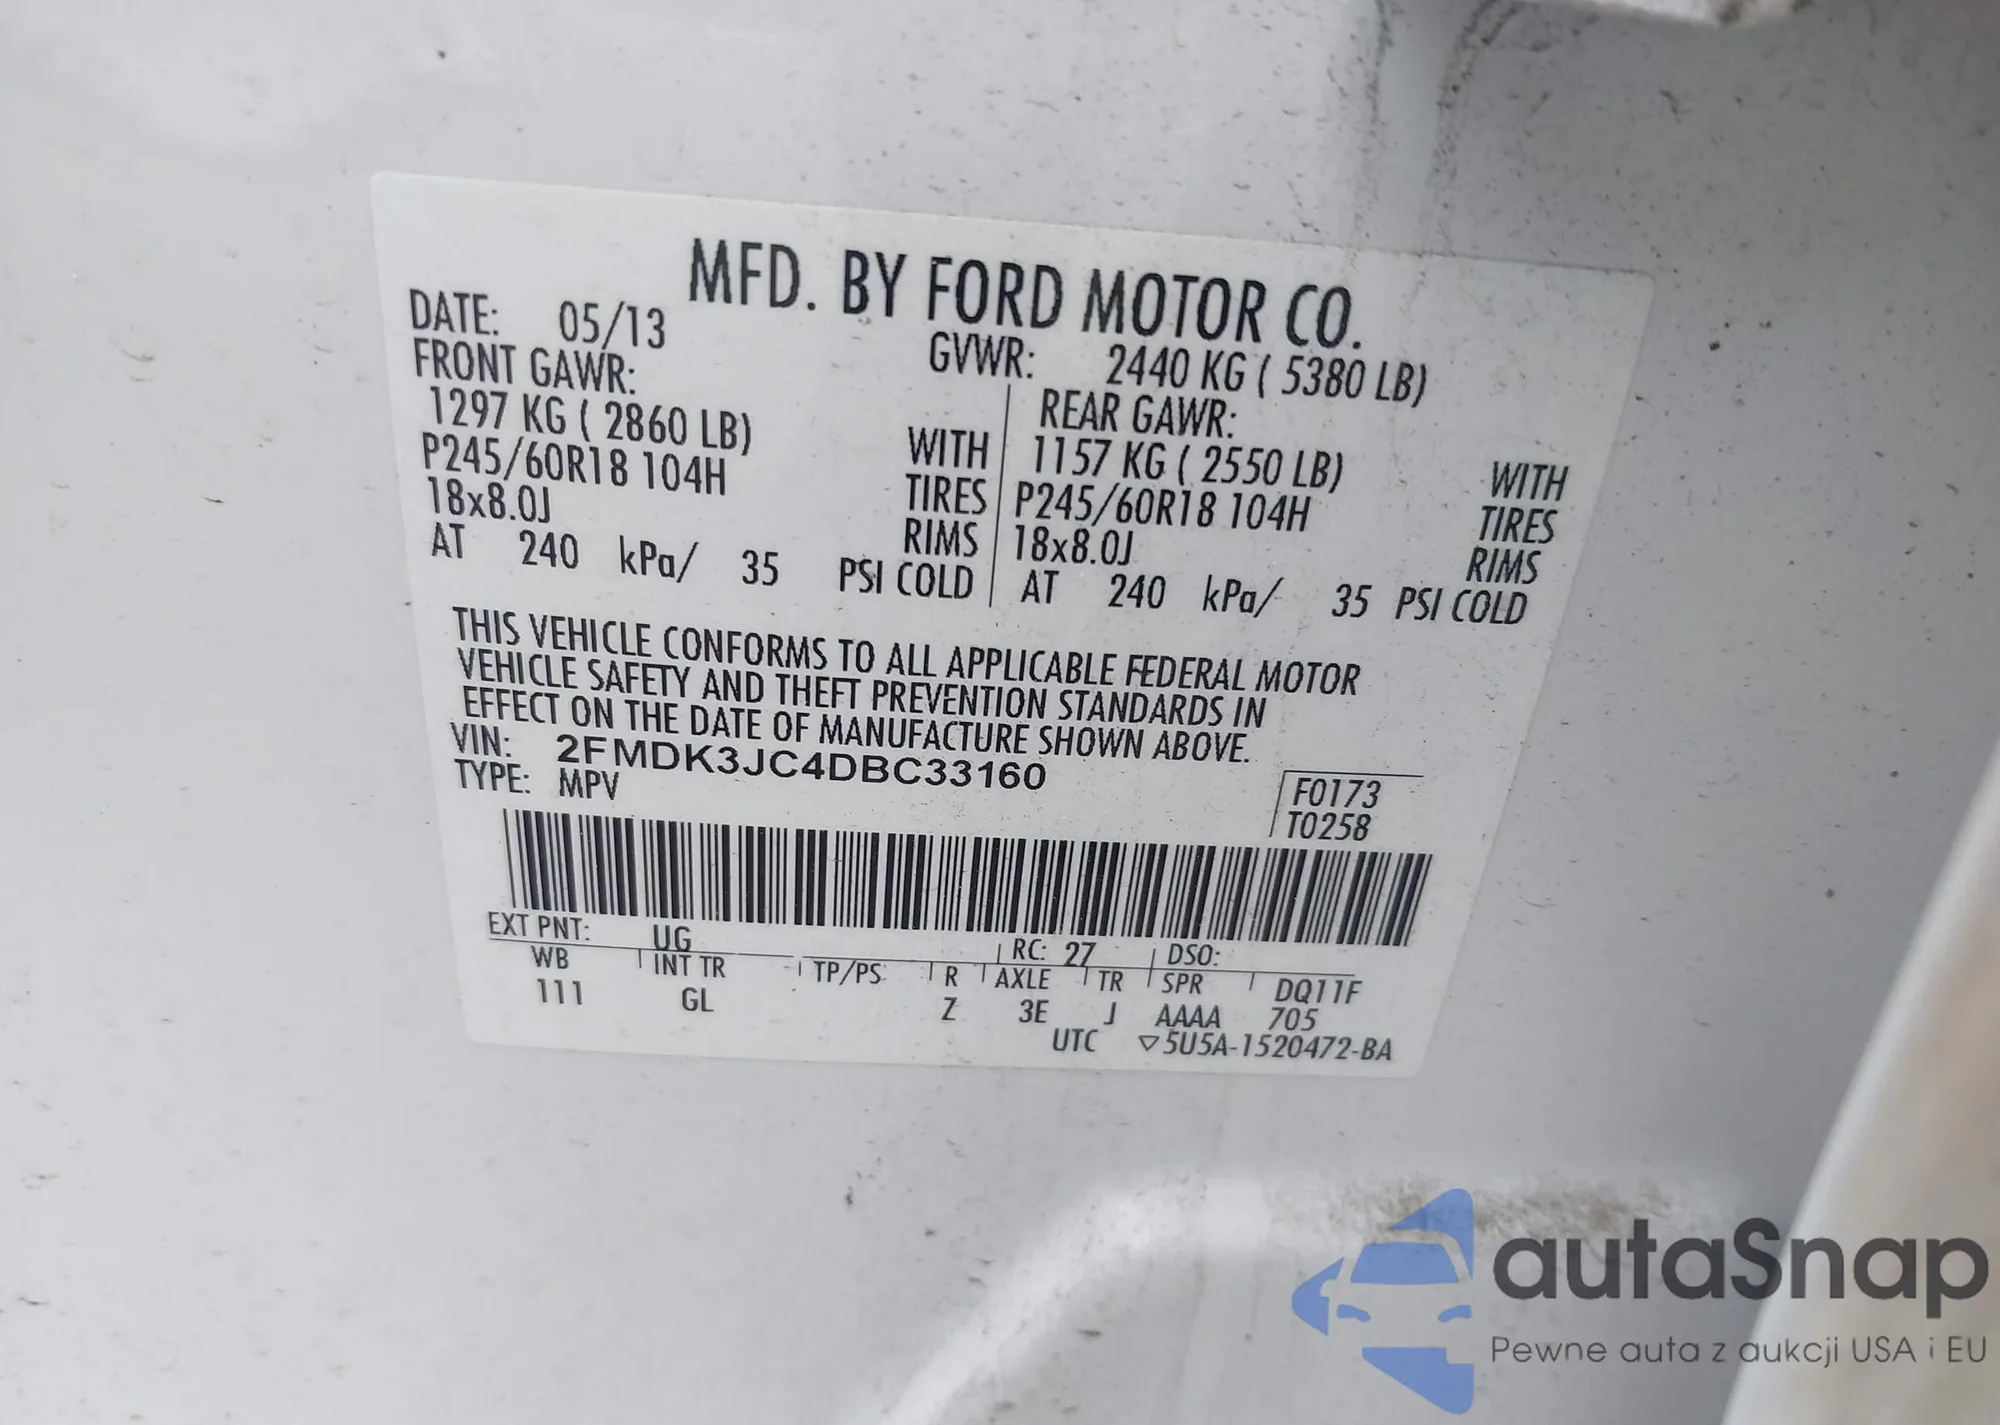 MFD. BY FORD MOTOR CO.
DATE: 05/13 GVWR: 2440 KG ( 5380 LB)
FRONT GAWR: REAR GAWR:
1297 KG ( 2860 LB) WITH 1157 KG ( 2550 LB) WITH
P245/60R18 104H TIRES P245/60R18 104H TIRES
18x8.0J RIMS 18x8.0J RIMS
AT 240 kPa/ 35 PSI COLD AT 240 kPa/ 35 PSI COLD
THIS VEHICLE CONFORMS TO ALL APPLICABLE FEDERAL MOTOR
VEHICLE SAFETY AND THEFT PREVENTION STANDARDS IN
EFFECT ON THE DATE OF MANUFACTURE SHOWN ABOVE.
VIN: 2FMDK3JC4DBC33160
TYPE: MPV
F0173
T0258
EXT PNT: UG RC: 27 DSO:
WB INT TR TP/PS R AXLE TR SPR DQ11F
111 GL Z 3E J AAAA 705
UTC ▽5U5A-1520472-BA
autaSnap
Pewne auta z aukcji USA i EU